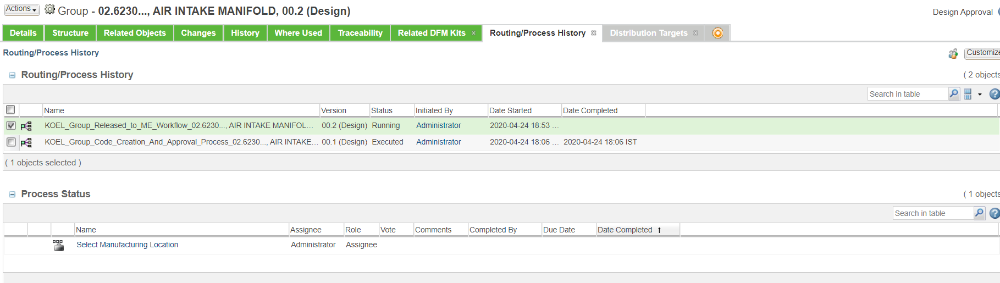 Actions Group - 02.6230..., AIR INTAKE MANIFOLD, 00.2 (Design) Design Approval
Details Structure Related Objects Changes History Where Used Traceability Related DFM Kits Routing/Process History Distribution Targets
Routing/Process History Customize
Routing/Process History ( 2 objects
Search in table
Name Version Status Initiated By Date Started Date Completed
KOEL_Group_Released_to_ME_Workflow_02.6230..., AIR INTAKE MANIFOL... 00.2 (Design) Running Administrator 2020-04-24 18:53 ...
KOEL_Group_Code_Creation_And_Approval_Process_02.6230..., AIR INTAKE... 00.1 (Design) Executed Administrator 2020-04-24 18:06 ... 2020-04-24 18:06 IST
( 1 objects selected )
Process Status ( 1 objects
Search in table
Name Assignee Role Vote Comments Completed By Due Date Date Completed ↑
Select Manufacturing Location Administrator Assignee